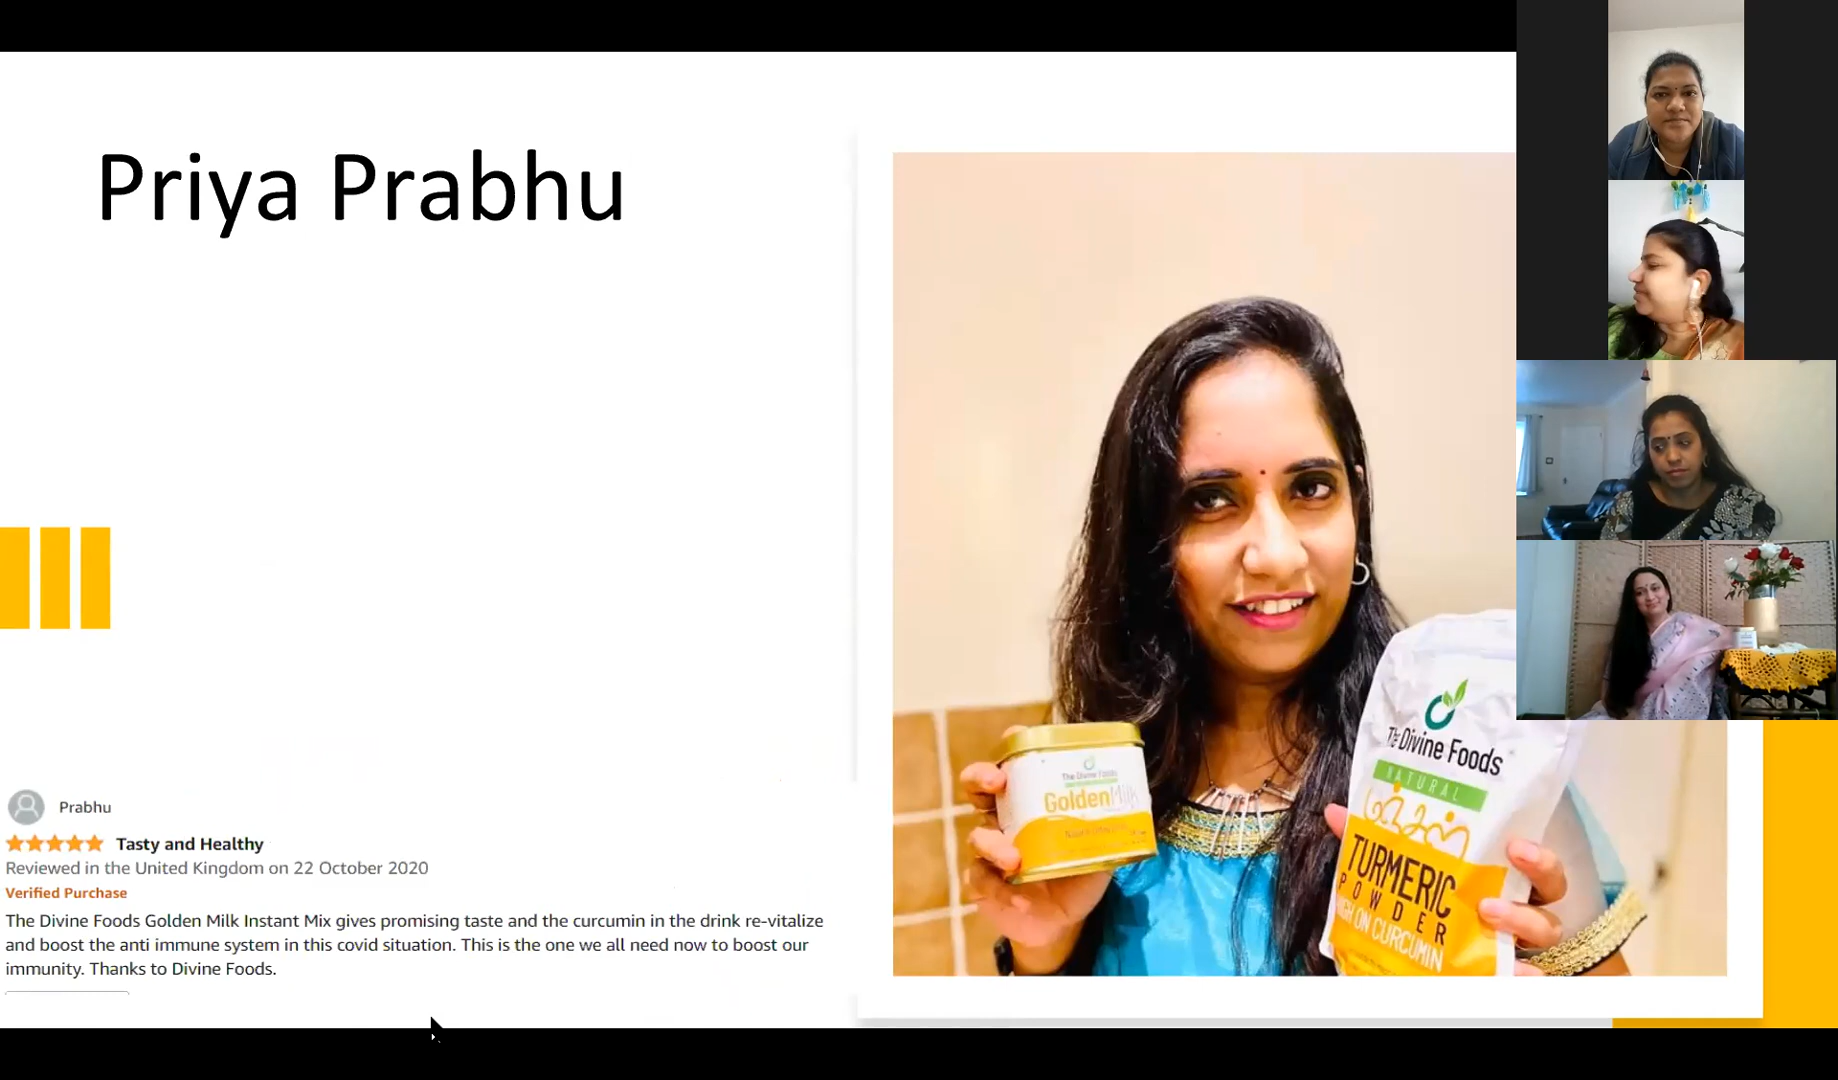 Priya Prabhu
Prabhu
Tasty and Healthy
Reviewed in the United Kingdom on 22 October 2020
Verified Purchase
The Divine Foods Golden Milk Instant Mix gives promising taste and the curcumin in the drink re-vitalize
and boost the anti immune system in this covid situation. This is the one we all need now to boost our
immunity. Thanks to Divine Foods.
The Divine Foods
Golden Milk
The Divine Foods
NATURAL
மஞ்சள்
TURMERIC
POWDER
HIGH ON CURCUMIN